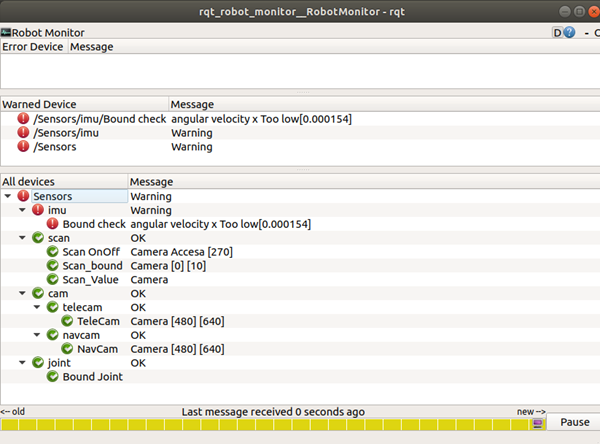 rqt_robot_monitor__RobotMonitor - rqt
Robot Monitor D ? - O
Error Device Message
Warned Device Message
/Sensors/imu/Bound check angular velocity x Too low[0.000154]
/Sensors/imu Warning
/Sensors Warning
All devices Message
Sensors Warning
imu Warning
Bound check angular velocity x Too low[0.000154]
scan OK
Scan OnOff Camera Accesa [270]
Scan_bound Camera [0] [10]
Scan_Value Camera
cam OK
telecam OK
TeleCam Camera [480] [640]
navcam OK
NavCam Camera [480] [640]
joint OK
Bound Joint
<-- old Last message received 0 seconds ago new -->
Pause